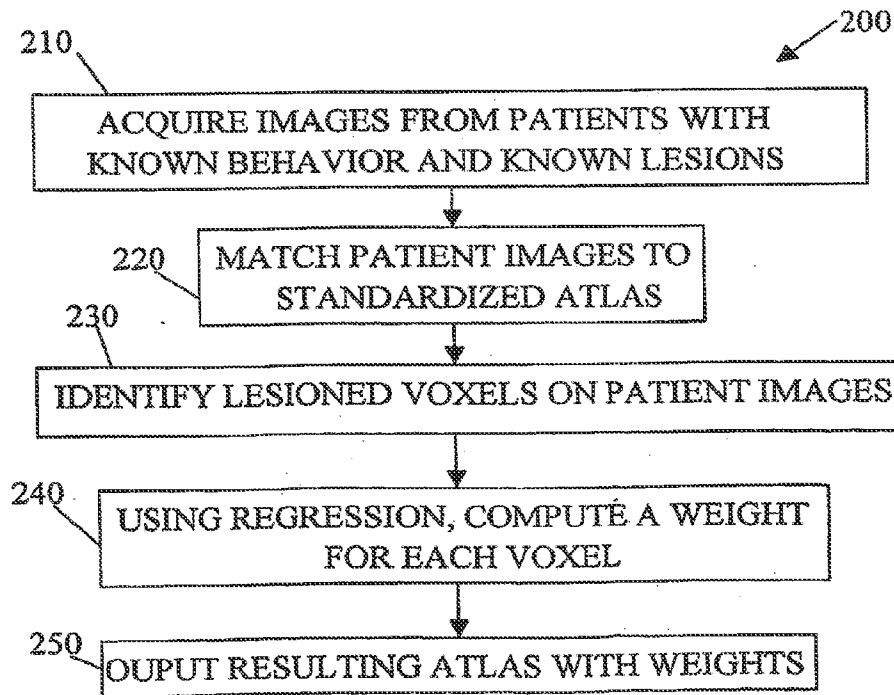 210
200
ACQUIRE IMAGES FROM PATIENTS WITH
KNOWN BEHAVIOR AND KNOWN LESIONS
220
MATCH PATIENT IMAGES TO
STANDARDIZED ATLAS
230
IDENTIFY LESIONED VOXELS ON PATIENT IMAGES
240
USING REGRESSION, COMPUTE A WEIGHT
FOR EACH VOXEL
250
OUPUT RESULTING ATLAS WITH WEIGHTS